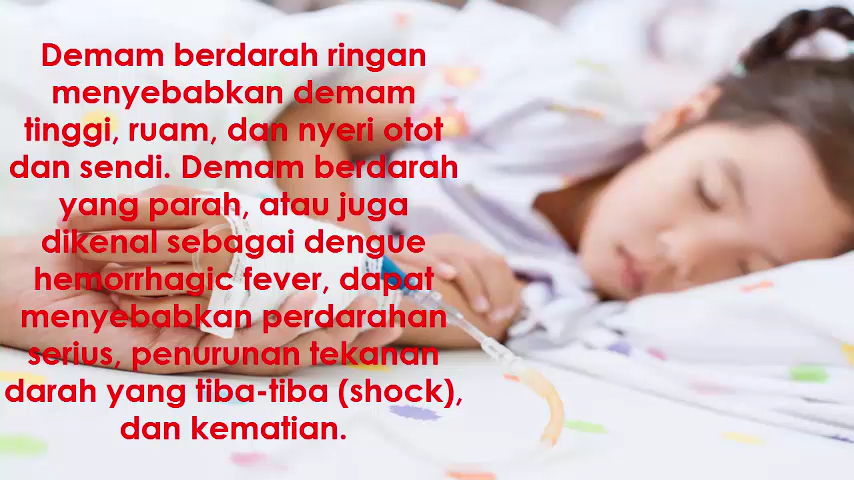 Demam berdarah ringan
menyebabkan demam
tinggi, ruam, dan nyeri otot
dan sendi. Demam berdarah
yang parah, atau juga
dikenal sebagai dengue
hemorrhagic fever, dapat
menyebabkan perdarahan
serius, penurunan tekanan
darah yang tiba-tiba (shock),
dan kematian.